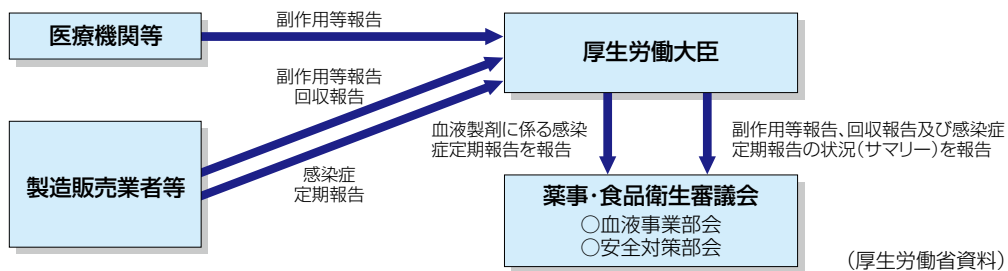 医療機関等
副作用等報告
厚生労働大臣
副作用等報告
回収報告
製造販売業者等
感染症
定期報告
血液製剤に係る感染
症定期報告を報告
副作用等報告、回収報告及び感染症
定期報告の状況(サマリー)を報告
薬事・食品衛生審議会
○血液事業部会
○安全対策部会
(厚生労働省資料)